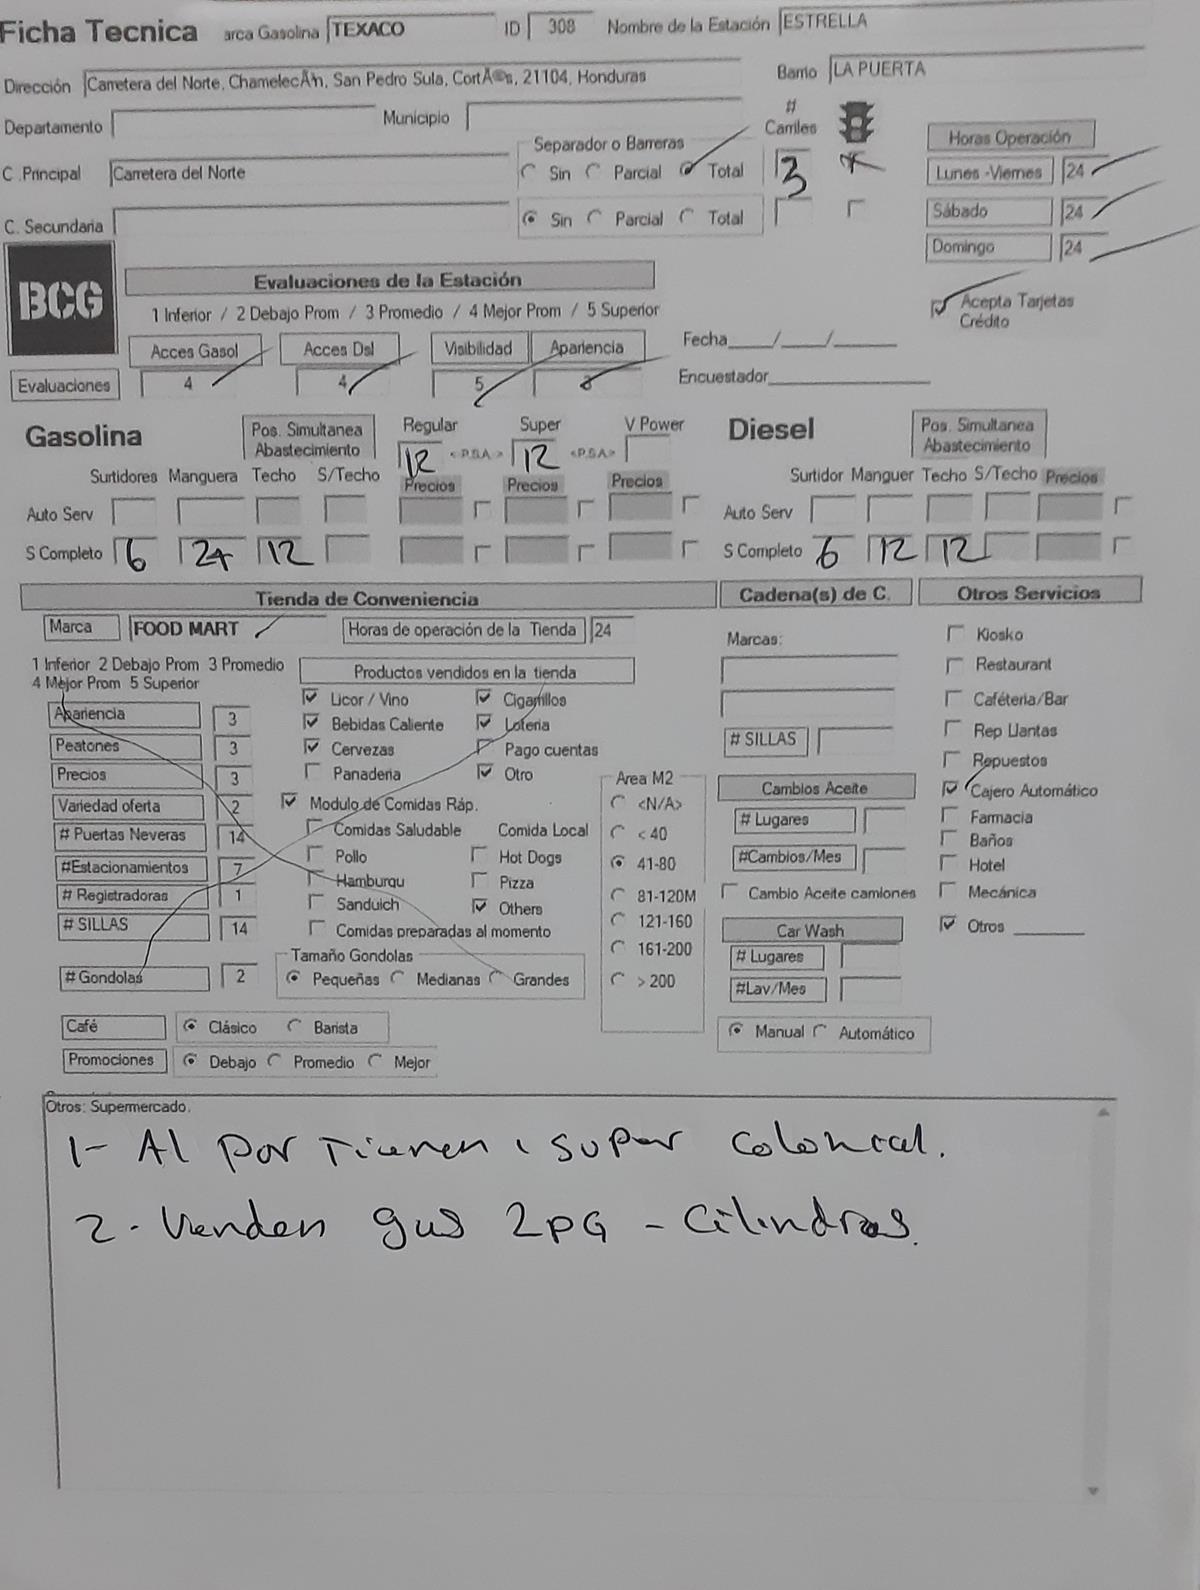 Ficha Tecnica arca Gasolina TEXACO ID 308 Nombre de la Estación ESTRELLA
Dirección Carretera del Norte, ChamelecÃ³n, San Pedro Sula, CortÃ©s, 21104, Honduras Barrio LA PUERTA
Departamento Municipio # Carriles
Separador o Barreras Horas Operación
C .Principal Carretera del Norte Sin Parcial Total 3 Lunes -Viernes 24
C. Secundaria Sin Parcial Total Sábado 24
Domingo 24
BCG Evaluaciones de la Estación
1 Inferior / 2 Debajo Prom / 3 Promedio / 4 Mejor Prom / 5 Superior Acepta Tarjetas Crédito
Acces Gasol Acces Dsl Visibilidad Apariencia Fecha____/____/_____
Evaluaciones 4 4 5 3 Encuestador____________
Gasolina Pos. Simultanea Abastecimiento Regular Super V Power Diesel Pos. Simultanea Abastecimiento
12 <P.S.A> 12 <P.S.A>
Surtidores Manguera Techo S/Techo Precios Precios Precios Surtidor Manguer Techo S/Techo Precios
Auto Serv Auto Serv
S Completo 6 24 12 S Completo 6 12 12
Tienda de Conveniencia Cadena(s) de C. Otros Servicios
Marca FOOD MART Horas de operación de la Tienda 24 Marcas: Kiosko
1 Inferior 2 Debajo Prom 3 Promedio Productos vendidos en la tienda Restaurant
4 Mejor Prom 5 Superior
Apariencia 3 Licor / Vino Cigarrillos Caféteria/Bar
Peatones 3 Bebidas Caliente Loteria # SILLAS Rep Llantas
Precios 3 Cervezas Pago cuentas Repuestos
Panaderia Otro Area M2 Cambios Aceite Cajero Automático
Variedad oferta 2 Modulo de Comidas Ráp. <N/A> # Lugares Farmacia
# Puertas Neveras 14 Comidas Saludable Comida Local < 40 Baños
#Estacionamientos 7 Pollo Hot Dogs 41-80 #Cambios/Mes Hotel
# Registradoras 1 Hamburqu Pizza 81-120M Cambio Aceite camiones Mecánica
# SILLAS 14 Sanduich Others 121-160 Car Wash Otros _______
Comidas preparadas al momento 161-200 # Lugares
Tamaño Gondolas
# Gondolas 2 Pequeñas Medianas Grandes > 200 #Lav/Mes
Café Clásico Barista Manual Automático
Promociones Debajo Promedio Mejor
Otros: Supermercado.
1- Al por Tienen super colonial.
2 - Venden gas 2PG - Cilindros.